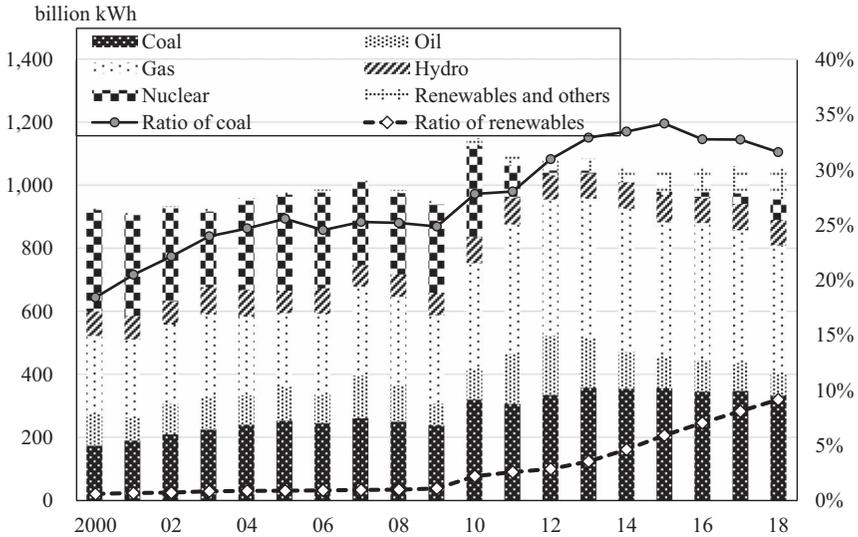 billion kWh
Coal Oil
1,400 Gas Hydro 40%
Nuclear Renewables and others 35%
1,200 Ratio of coal Ratio of renewables
30%
1,000
25%
800
20%
600
15%
400
10%
200
5%
0 0%
2000 02 04 06 08 10 12 14 16 18